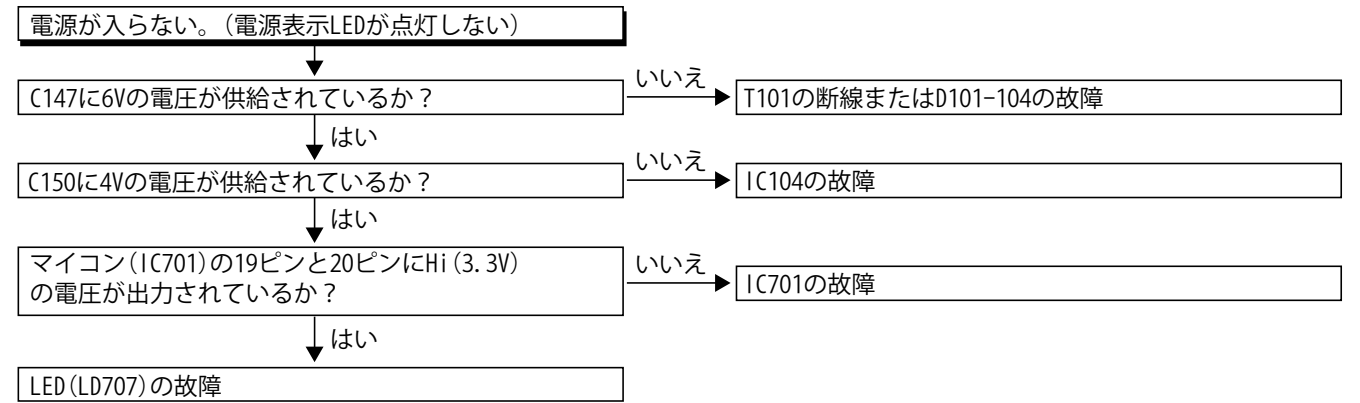 電源が入らない。(電源表示LEDが点灯しない)
C147に6Vの電圧が供給されているか？
いいえ
T101の断線またはD101-104の故障
はい
C150に4Vの電圧が供給されているか？
いいえ
IC104の故障
はい
マイコン(IC701)の19ピンと20ピンにHi(3.3V)
の電圧が出力されているか？
いいえ
IC701の故障
はい
LED(LD707)の故障